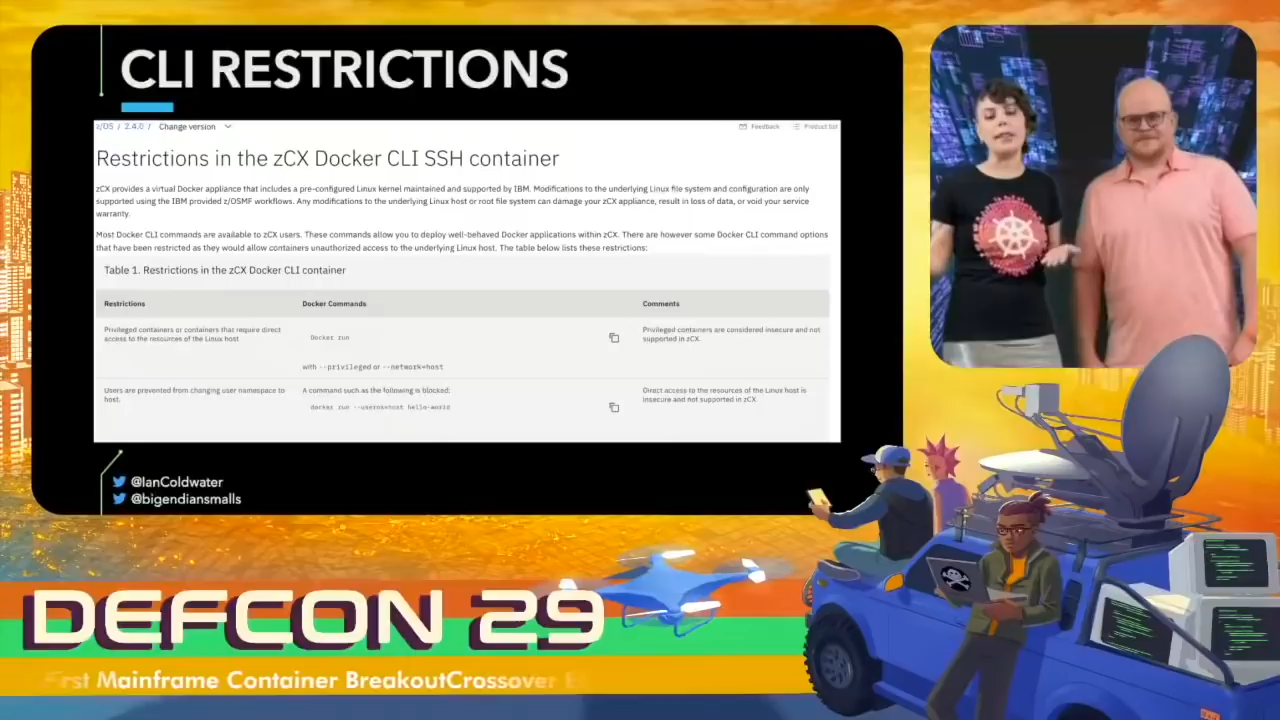 CLI RESTRICTIONS
z/OS / 2.4.0 / Change version
Feedback
Product list
Restrictions in the zCX Docker CLI SSH container
zCX provides a virtual Docker appliance that includes a pre-configured Linux kernel maintained and supported by IBM. Modifications to the underlying Linux file system and configuration are only
supported using the IBM provided z/OSMF workflows. Any modifications to the underlying Linux host or root file system can damage your zCX appliance, result in loss of data, or void your service
warranty.
Most Docker CLI commands are available to zCX users. These commands allow you to deploy well-behaved Docker applications within zCX. There are however some Docker CLI command options
that have been restricted as they would allow containers unauthorized access to the underlying Linux host. The table below lists these restrictions:
Table 1. Restrictions in the zCX Docker CLI container
Restrictions
Docker Commands
Comments
Privileged containers or containers that require direct
access to the resources of the Linux host
Docker run
with --privileged or --network=host
Privileged containers are considered insecure and not
supported in zCX.
Users are prevented from changing user namespace to
host.
A command such as the following is blocked:
docker run --userns=host hello-world
Direct access to the resources of the Linux host is
insecure and not supported in zCX.
@IanColdwater
@bigendiansmalls
DEFCON 29
First Mainframe Container BreakoutCrossover